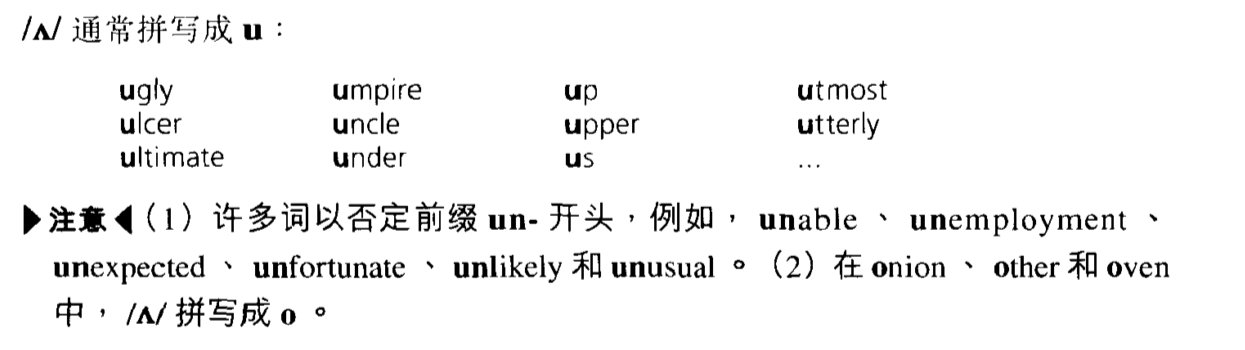 /ʌ/ 通常拼写成 u：
ugly umpire up utmost
ulcer uncle upper utterly
ultimate under us ...
▶注意◀（1）许多词以否定前缀 un- 开头，例如，unable、unemployment、
unexpected、unfortunate、unlikely 和 unusual。（2）在 onion、other 和 oven
中，/ʌ/ 拼写成 o。